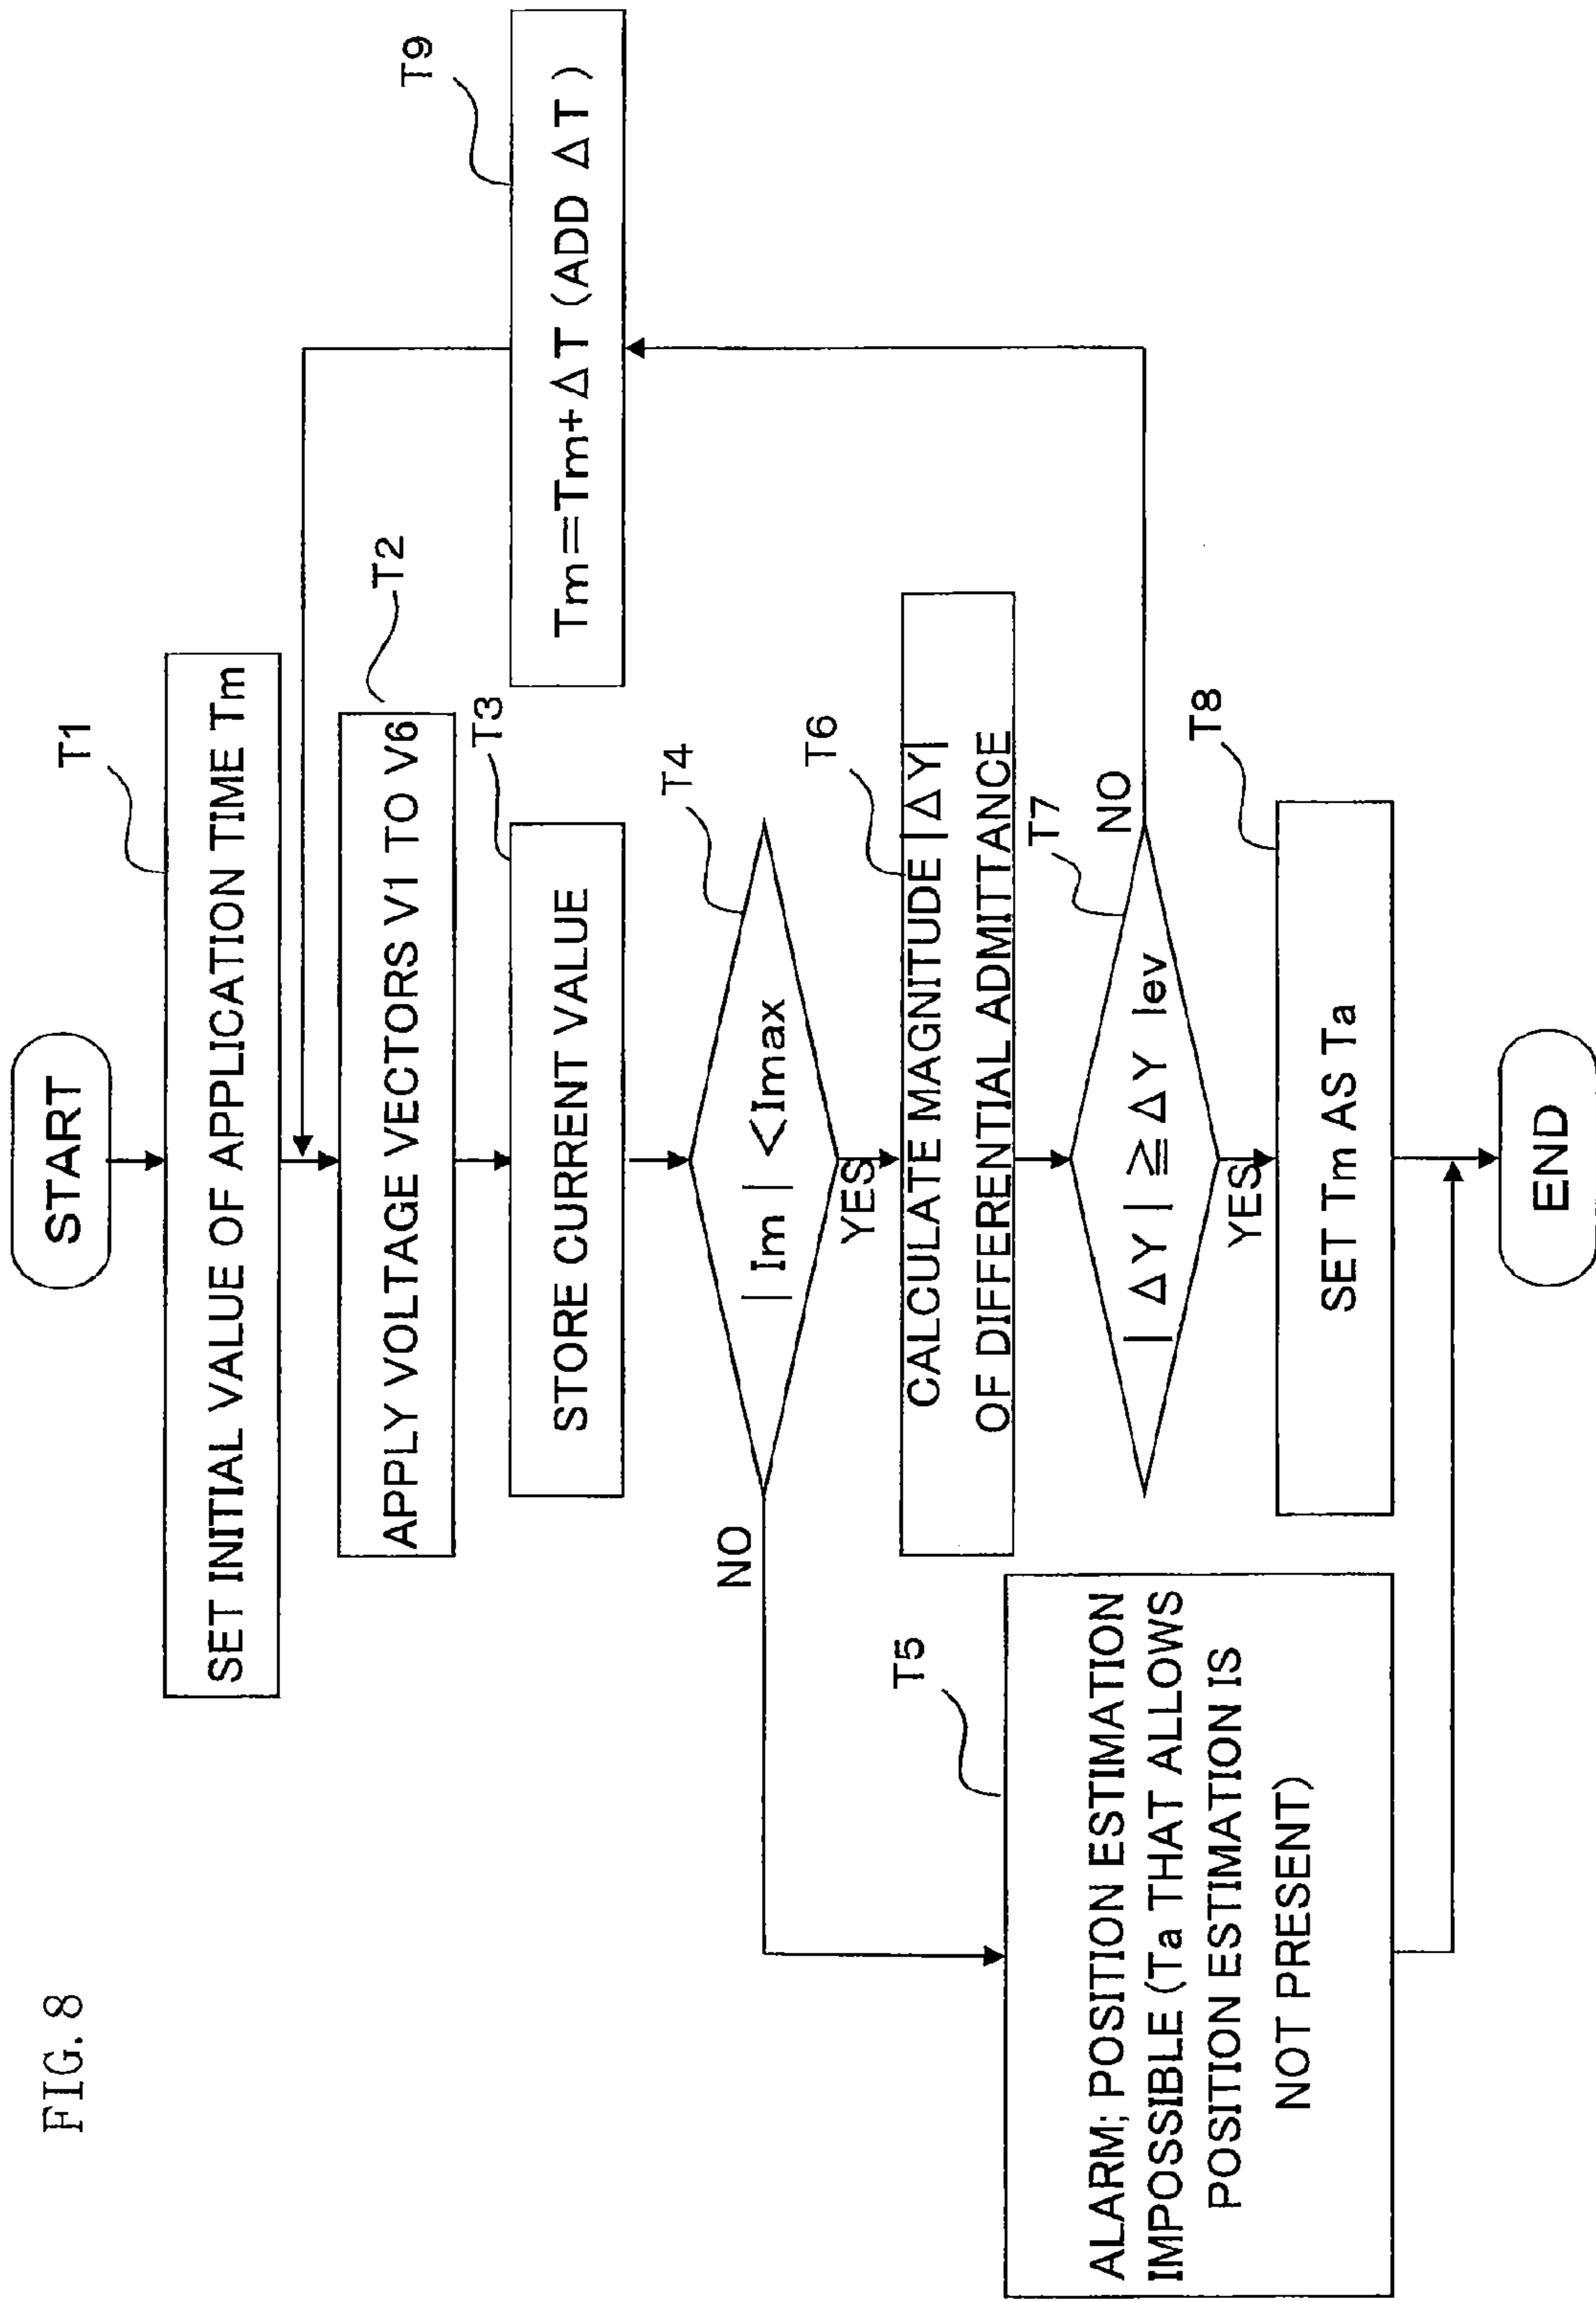 FIG. 8
START
T1
SET INITIAL VALUE OF APPLICATION TIME Tm
T2
APPLY VOLTAGE VECTORS V1 TO V6
T3
STORE CURRENT VALUE
T9
Tm=Tm+ΔT (ADD ΔT)
T4
|Im| <Imax
NO
YES
T5
ALARM; POSITION ESTIMATION
IMPOSSIBLE (Ta THAT ALLOWS
POSITION ESTIMATION IS
NOT PRESENT)
T6
CALCULATE MAGNITUDE |ΔY|
OF DIFFERENTIAL ADMITTANCE
T7
|ΔY| ≧ ΔY lev
NO
YES
T8
SET Tm AS Ta
END